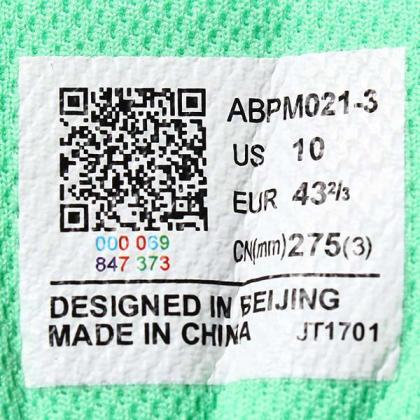 ABPM021-3
US 10
EUR 43²/₃
000 069
847 373
CN(mm)275(3)
DESIGNED IN BEIJING
MADE IN CHINA JT1701